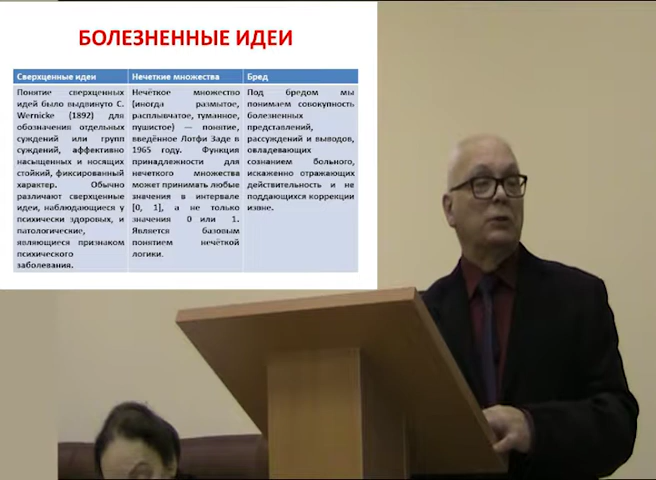 БОЛЕЗНЕННЫЕ ИДЕИ
Сверхценные идеи
Понятие сверхценных
идей было выдвинуто С.
Wernicke (1892) для
обозначения отдельных
суждений или групп
суждений, аффективно
насыщенных и носящих
стойкий, фиксированный
характер. Обычно
различают сверхценные
идеи, наблюдающиеся у
психически здоровых, и
патологические,
являющиеся признаком
психического
заболевания.
Нечеткие множества
Нечёткое множество
(иногда размытое,
расплывчатое, туманное,
пушистое) — понятие,
введённое Лотфи Заде в
1965 году. Функция
принадлежности для
нечеткого множества
может принимать любые
значения в интервале
[0, 1], а не только
значения 0 или 1.
Является базовым
понятием нечёткой
логики.
Бред
Под бредом мы
понимаем совокупность
болезненных
представлений,
рассуждений и выводов,
овладевающих
сознанием больного,
искаженно отражающих
действительность и не
поддающихся коррекции
извне.